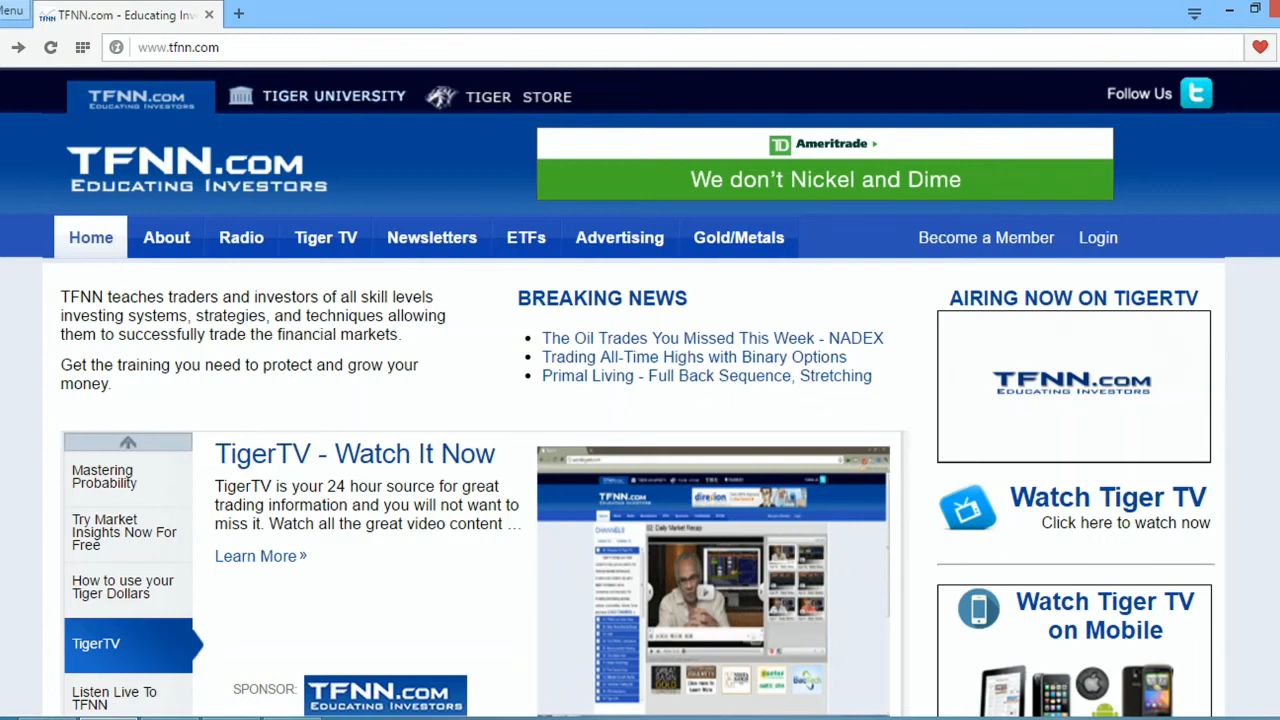 Menu
TFNN.com - Educating Inv
www.tfnn.com
TFNN.COM
EDUCATING INVESTORS
TIGER UNIVERSITY
TIGER STORE
Follow Us
TFNN.COM
EDUCATING INVESTORS
TD Ameritrade
We don't Nickel and Dime
Home About Radio Tiger TV Newsletters ETFs Advertising Gold/Metals Become a Member Login
TFNN teaches traders and investors of all skill levels
investing systems, strategies, and techniques allowing
them to successfully trade the financial markets.
Get the training you need to protect and grow your
money.
BREAKING NEWS
The Oil Trades You Missed This Week - NADEX
Trading All-Time Highs with Binary Options
Primal Living - Full Back Sequence, Stretching
AIRING NOW ON TIGERTV
TFNN.COM
EDUCATING INVESTORS
Watch Tiger TV
Click here to watch now
Watch Tiger TV
on Mobile
Mastering
Probability
Market
Insights Now For
Free
How to use your
Tiger Dollars
TigerTV
Listen Live To
TFNN
TigerTV - Watch It Now
TigerTV is your 24 hour source for great
trading information and you will not want to
miss it. Watch all the great video content ...
Learn More »
TFNN.COM
direxion
CHANNELS
02. Daily Market Recap
SPONSOR:
TFNN.COM
EDUCATING INVESTORS